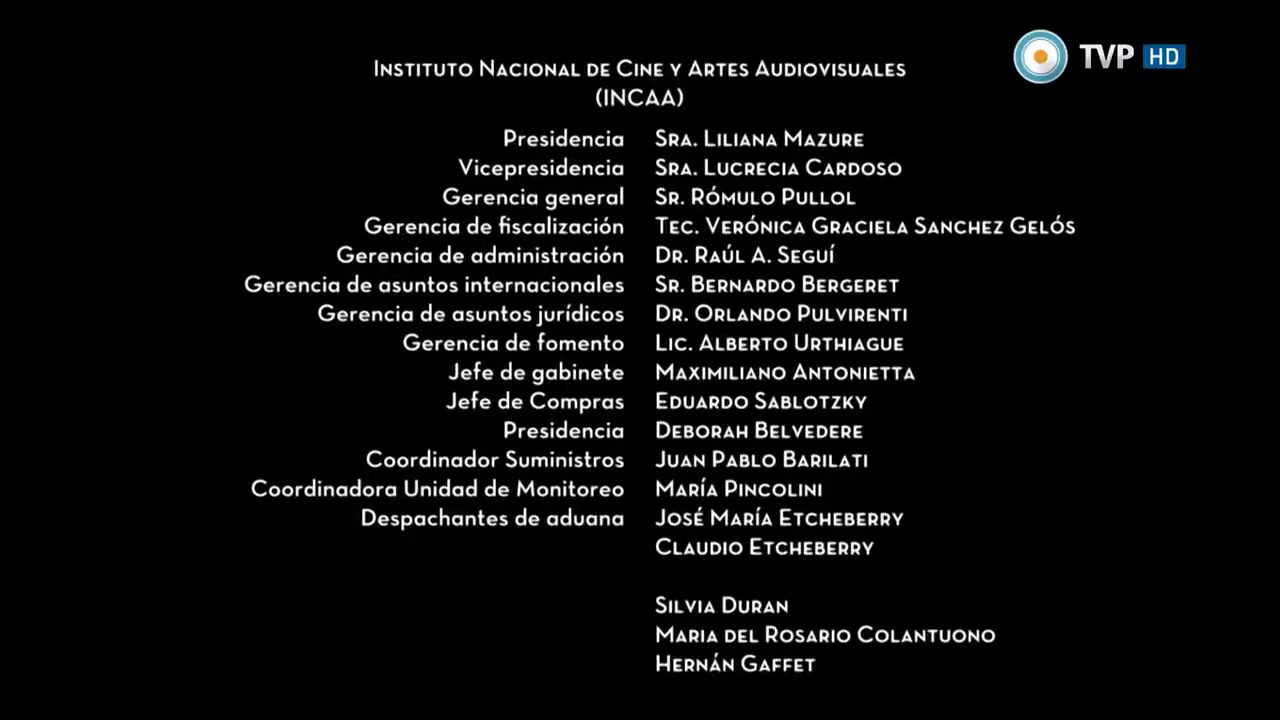 TVP HD
INSTITUTO NACIONAL DE CINE Y ARTES AUDIOVISUALES
(INCAA)
Presidencia SRA. LILIANA MAZURE
Vicepresidencia SRA. LUCRECIA CARDOSO
Gerencia general SR. RÓMULO PULLOL
Gerencia de fiscalización TEC. VERÓNICA GRACIELA SANCHEZ GELÓS
Gerencia de administración DR. RAÚL A. SEGUÍ
Gerencia de asuntos internacionales SR. BERNARDO BERGERET
Gerencia de asuntos jurídicos DR. ORLANDO PULVIRENTI
Gerencia de fomento LIC. ALBERTO URTHIAGUE
Jefe de gabinete MAXIMILIANO ANTONIETTA
Jefe de Compras EDUARDO SABLOTZKY
Presidencia DEBORAH BELVEDERE
Coordinador Suministros JUAN PABLO BARILATI
Coordinadora Unidad de Monitoreo MARÍA PINCOLINI
Despachantes de aduana JOSÉ MARÍA ETCHEBERRY
CLAUDIO ETCHEBERRY
SILVIA DURAN
MARIA DEL ROSARIO COLANTUONO
HERNÁN GAFFET